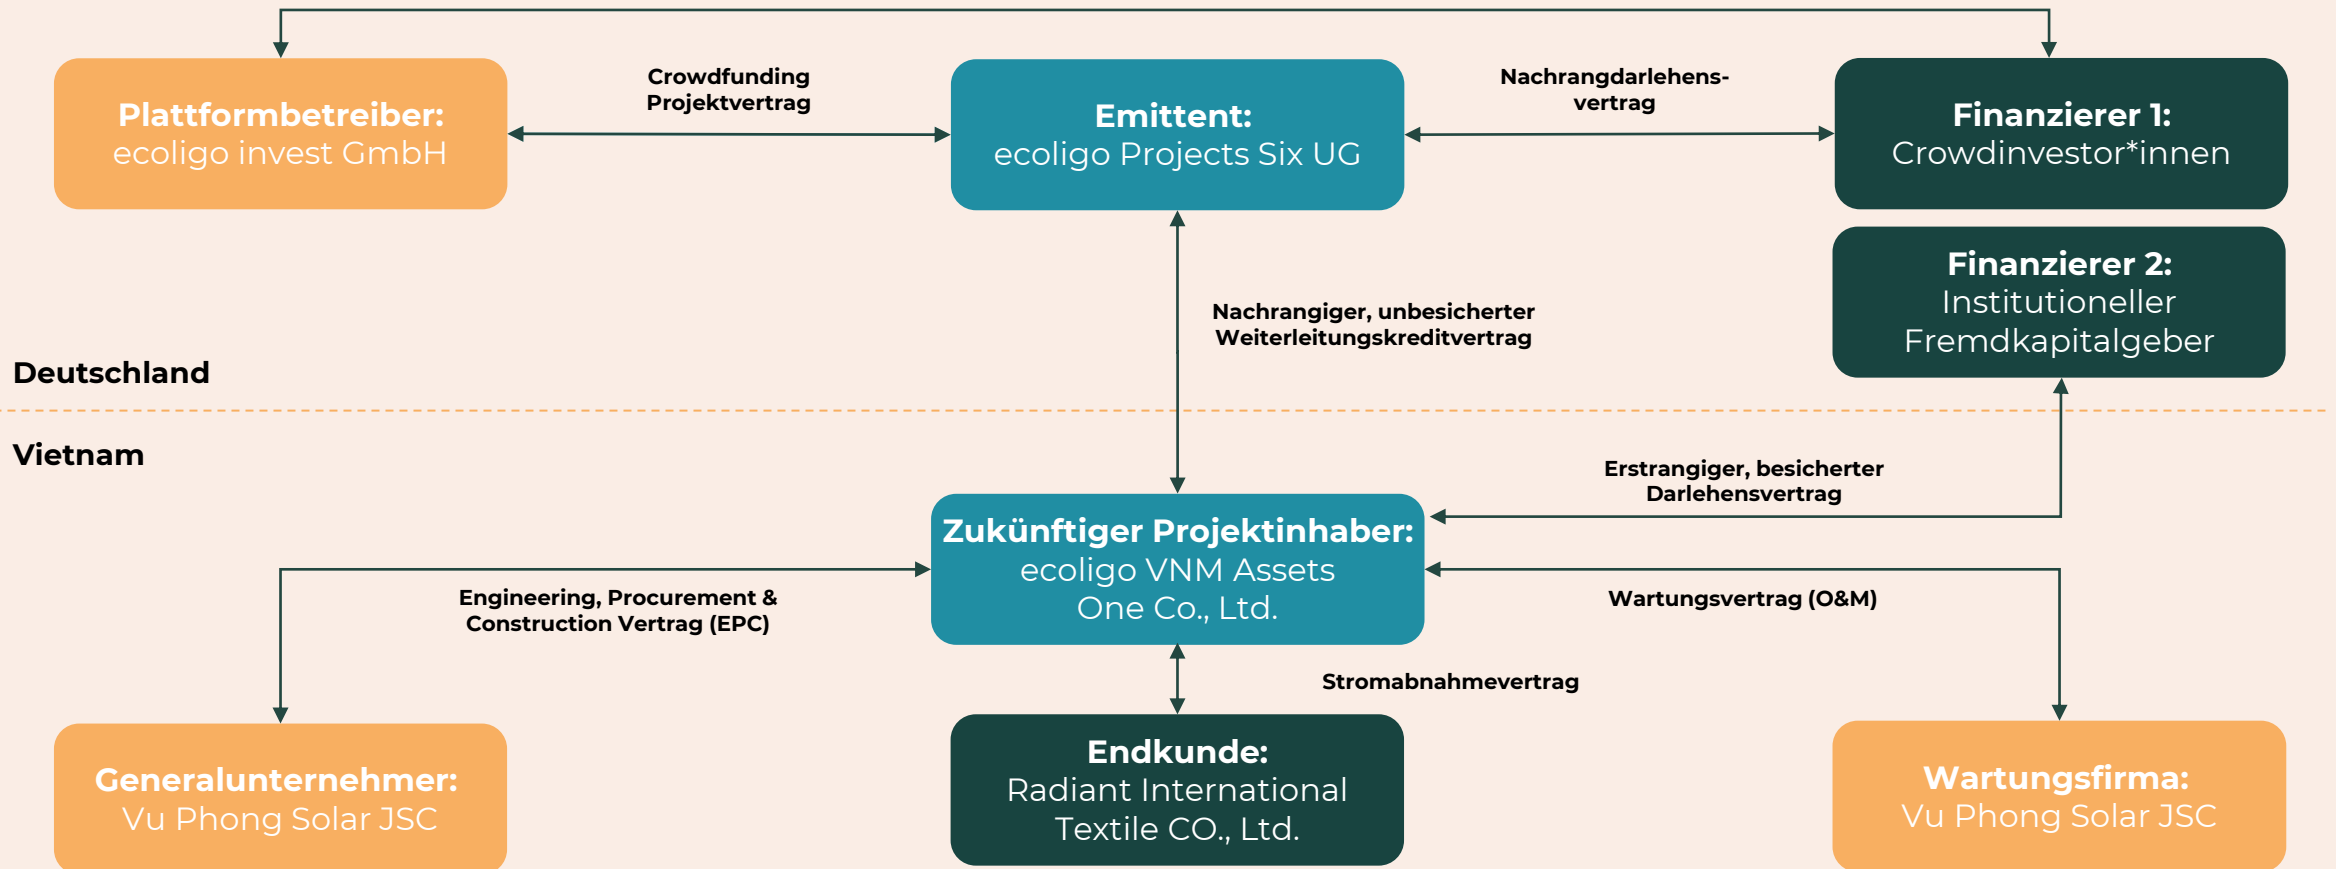 Plattformbetreiber:
ecoligo invest GmbH
Crowdfunding
Projektvertrag
Emittent:
ecoligo Projects Six UG
Nachrangdarlehens-
vertrag
Finanzierer 1:
Crowdinvestor*innen
Finanzierer 2:
Institutioneller
Fremdkapitalgeber
Nachrangiger, unbesicherter
Weiterleitungskreditvertrag
Deutschland
Vietnam
Erstrangiger, besicherter
Darlehensvertrag
Zukünftiger Projektinhaber:
ecoligo VNM Assets
One Co., Ltd.
Engineering, Procurement &
Construction Vertrag (EPC)
Wartungsvertrag (O&M)
Stromabnahmevertrag
Generalunternehmer:
Vu Phong Solar JSC
Endkunde:
Radiant International
Textile CO., Ltd.
Wartungsfirma:
Vu Phong Solar JSC